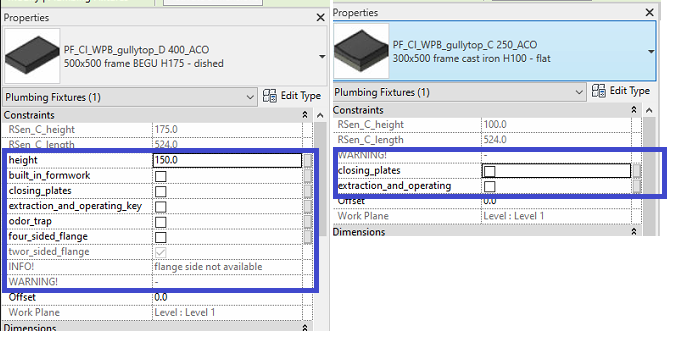 Properties
PF_CI_WPB_gullytop_D 400_ACO
500x500 frame BEGU H175 - dished
Plumbing Fixtures (1)
Edit Type
Constraints
RSen_C_height 175.0
RSen_C_length 524.0
height 150.0
built_in_formwork
closing_plates
extraction_and_operating_key
odor_trap
four_sided_flange
twor_sided_flange
INFO! flange side not available
WARNING! -
Offset 0.0
Work Plane Level : Level 1
Dimensions
Properties
PF_CI_WPB_gullytop_C 250_ACO
300x500 frame cast iron H100 - flat
Plumbing Fixtures (1)
Edit Type
Constraints
RSen_C_height 100.0
RSen_C_length 524.0
WARNING! -
closing_plates
extraction_and_operating
Offset 0.0
Work Plane Level : Level 1
Dimensions